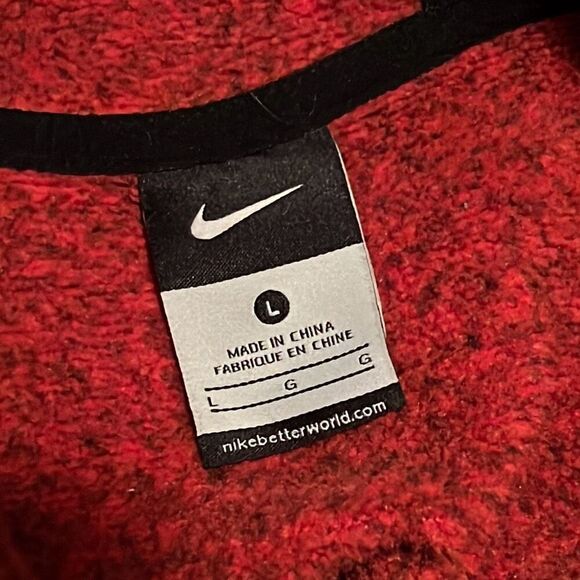 L
MADE IN CHINA
FABRIQUE EN CHINE
L G G
nikebetterworld.com